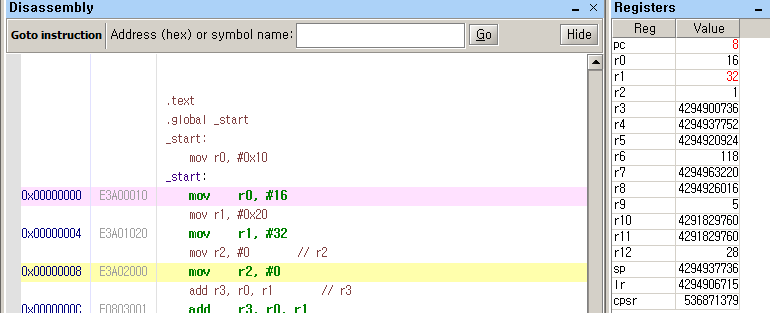 Disassembly
Goto instruction Address (hex) or symbol name: Go Hide
.text
.global _start
_start:
mov r0, #0x10
_start:
0x00000000 E3A00010 mov r0, #16
mov r1, #0x20
0x00000004 E3A01020 mov r1, #32
mov r2, #0 // r2
0x00000008 E3A02000 mov r2, #0
add r3, r0, r1 // r3
0x0000000C E0803001 add r3, r0, r1
Registers
Reg Value
pc 8
r0 16
r1 32
r2 1
r3 4294900736
r4 4294937752
r5 4294920924
r6 118
r7 4294963220
r8 4294926016
r9 5
r10 4291829760
r11 4291829760
r12 28
sp 4294937736
lr 4294906715
cpsr 536871379